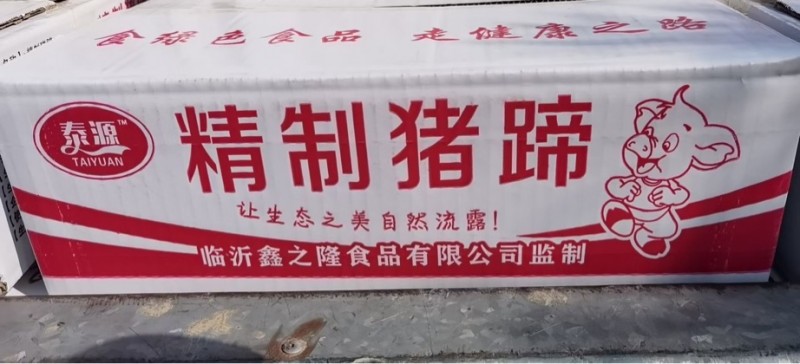 食绿色食品 走健康之路
泰源™
TAIYUAN
精制猪蹄
让生态之美自然流露!
临沂鑫之隆食品有限公司监制